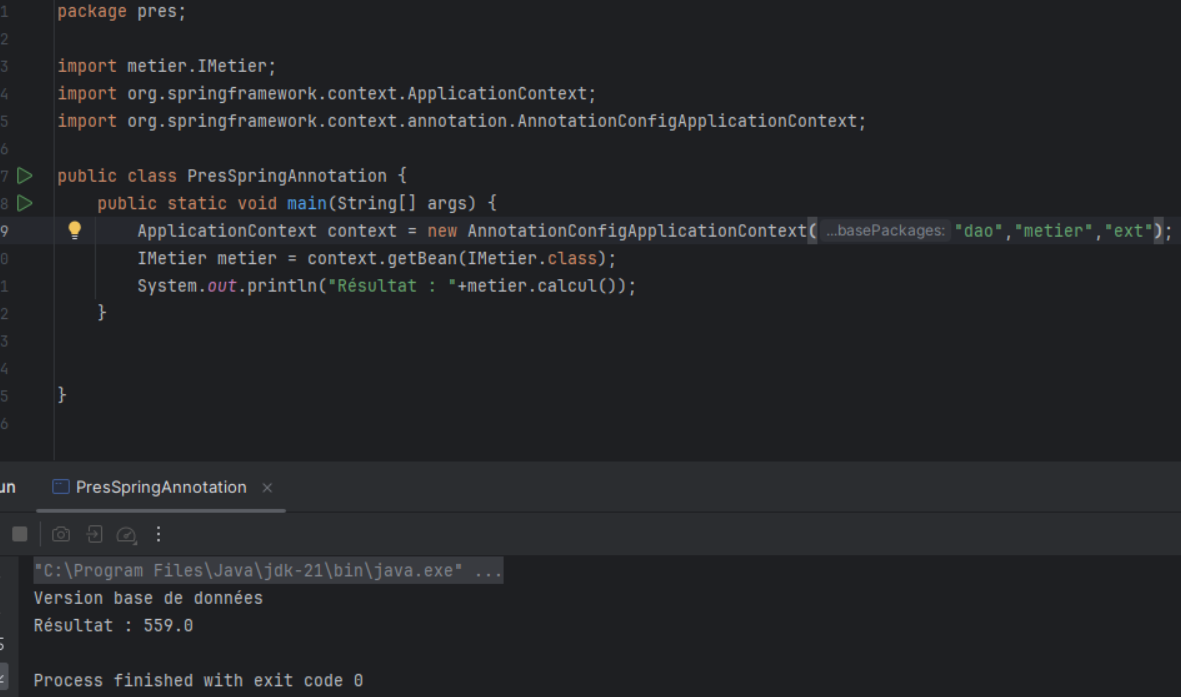 1 package pres;
2
3 import metier.IMetier;
4 import org.springframework.context.ApplicationContext;
5 import org.springframework.context.annotation.AnnotationConfigApplicationContext;
6
7 public class PresSpringAnnotation {
8 public static void main(String[] args) {
9 ApplicationContext context = new AnnotationConfigApplicationContext( ...basePackages: "dao","metier","ext");
0 IMetier metier = context.getBean(IMetier.class);
1 System.out.println("Résultat : "+metier.calcul());
2 }
3
4
5 }
6
un PresSpringAnnotation ×
"C:\Program Files\Java\jdk-21\bin\java.exe" ...
Version base de données
Résultat : 559.0
5
Process finished with exit code 0